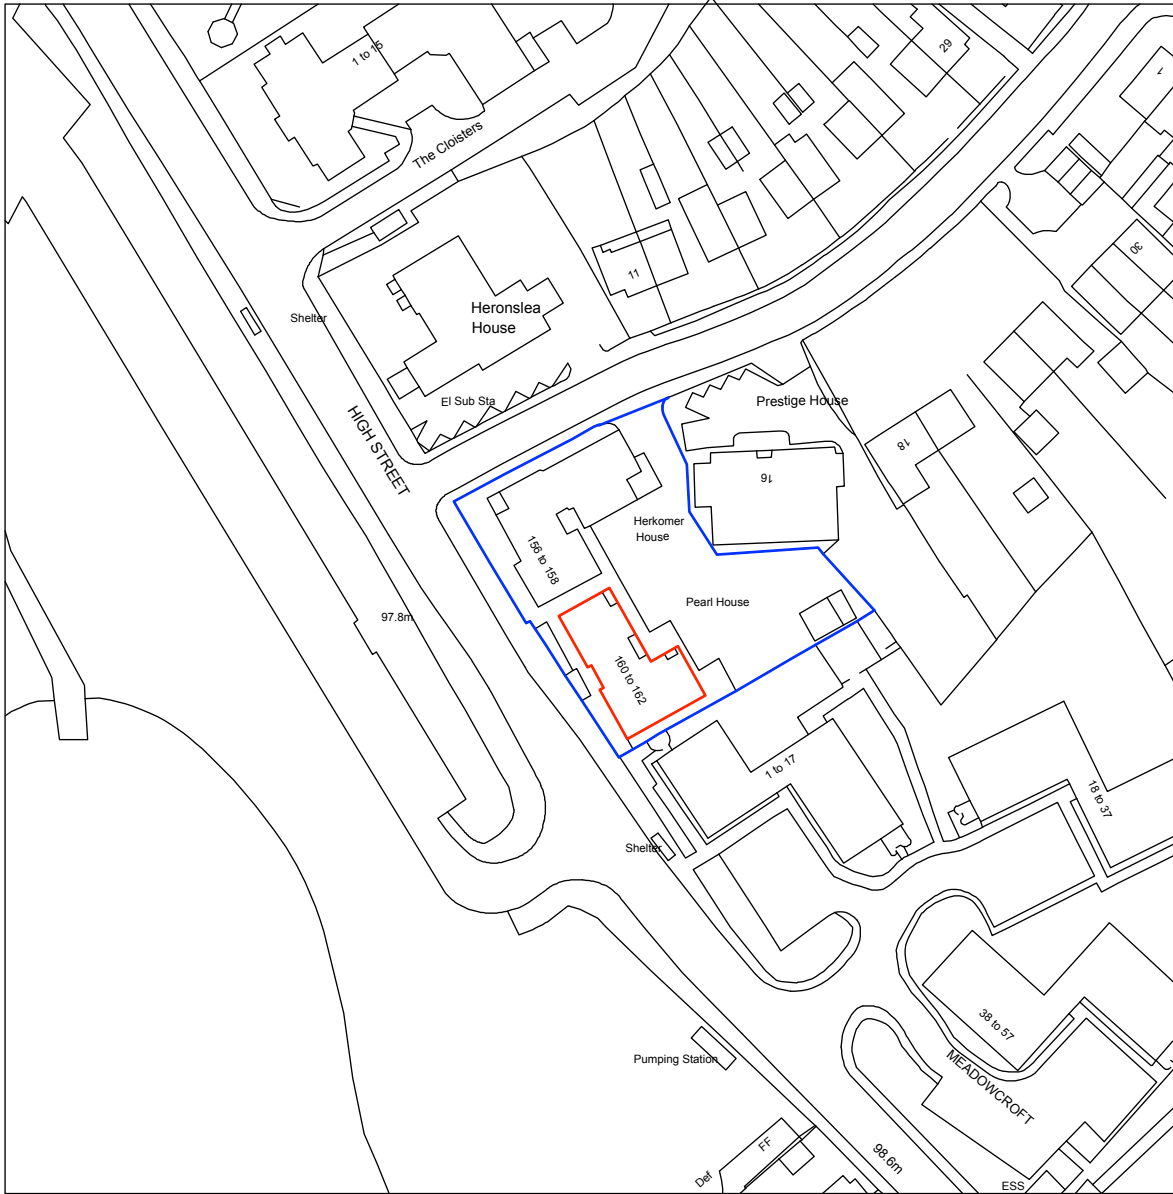 1 to 15
29
1
The Cloisters
30
11
Shelter
Heronslea
House
El Sub Sta
Prestige House
HIGH STREET
18
16
Herkomer
House
156 to 158
Pearl House
97.8m
160 to 162
1 to 17
18 to 37
Shelter
38 to 57
Pumping Station
MEADOWCROFT
FF
98.6m
Def
ESS